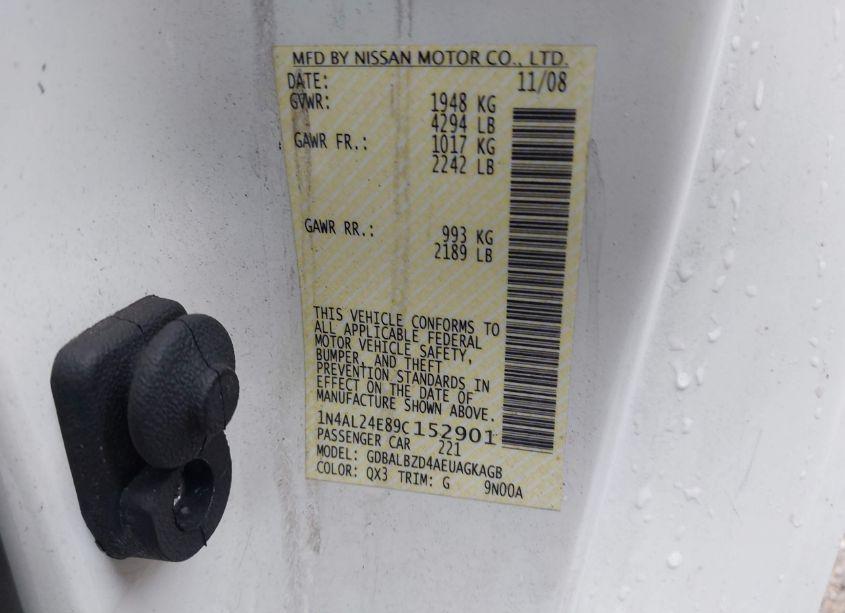 MFD BY NISSAN MOTOR CO., LTD.
DATE: 11/08
GVWR: 1948 KG
4294 LB
GAWR FR.: 1017 KG
2242 LB
GAWR RR.: 993 KG
2189 LB
THIS VEHICLE CONFORMS TO
ALL APPLICABLE FEDERAL
MOTOR VEHICLE SAFETY,
BUMPER, AND THEFT
PREVENTION STANDARDS IN
EFFECT ON THE DATE OF
MANUFACTURE SHOWN ABOVE.
1N4AL24E89C152901
PASSENGER CAR 221
MODEL: GDBALBZD4AEUAGKAGB
COLOR: QX3 TRIM: G 9N00A